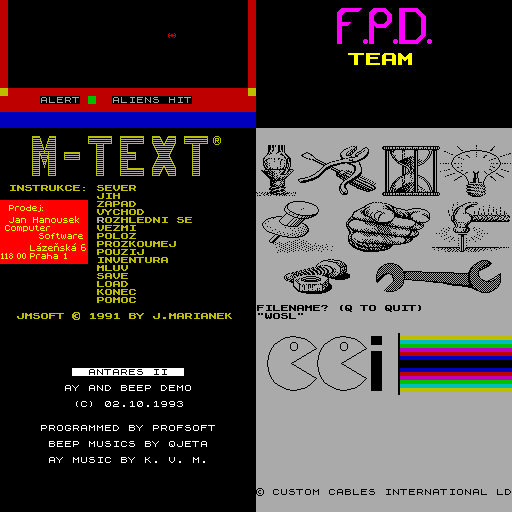 ALERT ALIENS HIT
F.P.D.
TEAM
M-TEXT®
INSTRUKCE: SEVER
JIH
ZAPAD
VYCHOD
ROZHLEDNI SE
VEZMI
POLOZ
PROZKOUMEJ
POUZIJ
INVENTURA
MLUV
SAVE
LOAD
KONEC
POMOC
Prodej:
Jan Hanousek
Computer
Software
Lázeňská 6
118 00 Praha 1
JMSOFT © 1991 BY J.MARIANEK
FILENAME? (Q TO QUIT)
"WOSL"
CCi
© CUSTOM CABLES INTERNATIONAL LD
ANTARES II
AY AND BEEP DEMO
(C) 02.10.1993
PROGRAMMED BY PROFSOFT
BEEP MUSICS BY QJETA
AY MUSIC BY K. V. M.